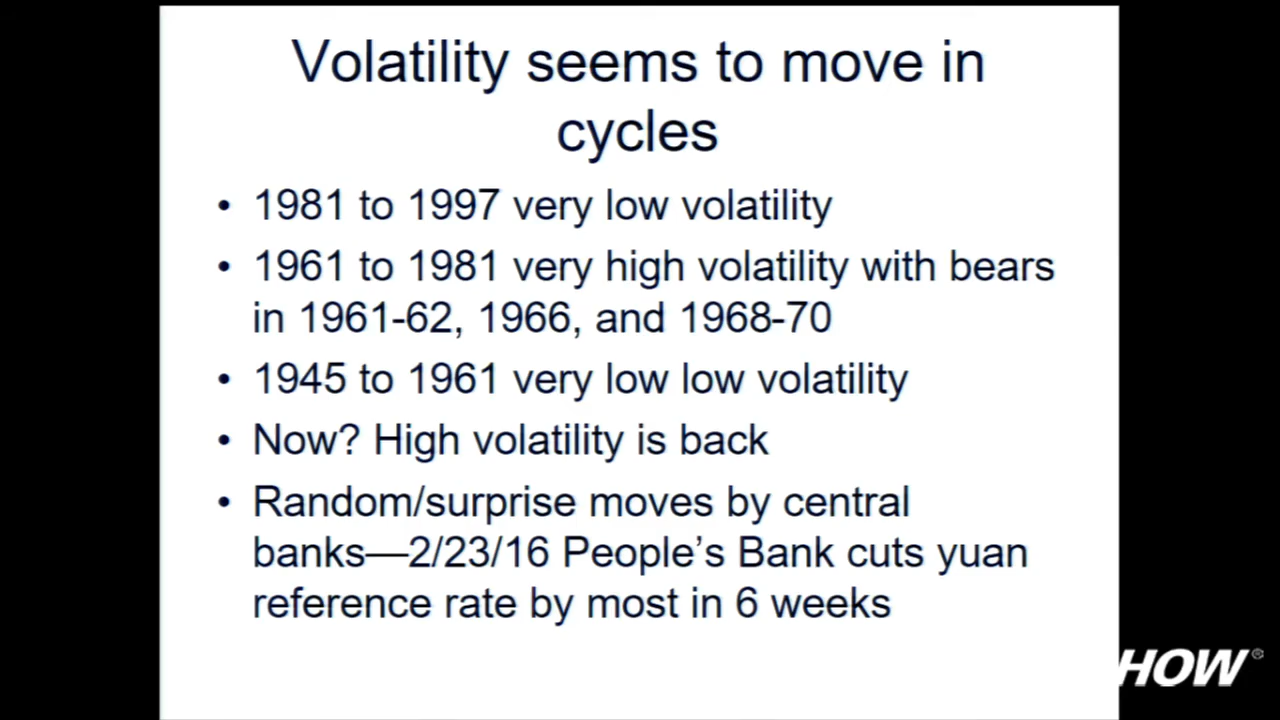 Volatility seems to move in
cycles
• 1981 to 1997 very low volatility
• 1961 to 1981 very high volatility with bears
in 1961-62, 1966, and 1968-70
• 1945 to 1961 very low low volatility
• Now? High volatility is back
• Random/surprise moves by central
banks—2/23/16 People’s Bank cuts yuan
reference rate by most in 6 weeks
HOW®